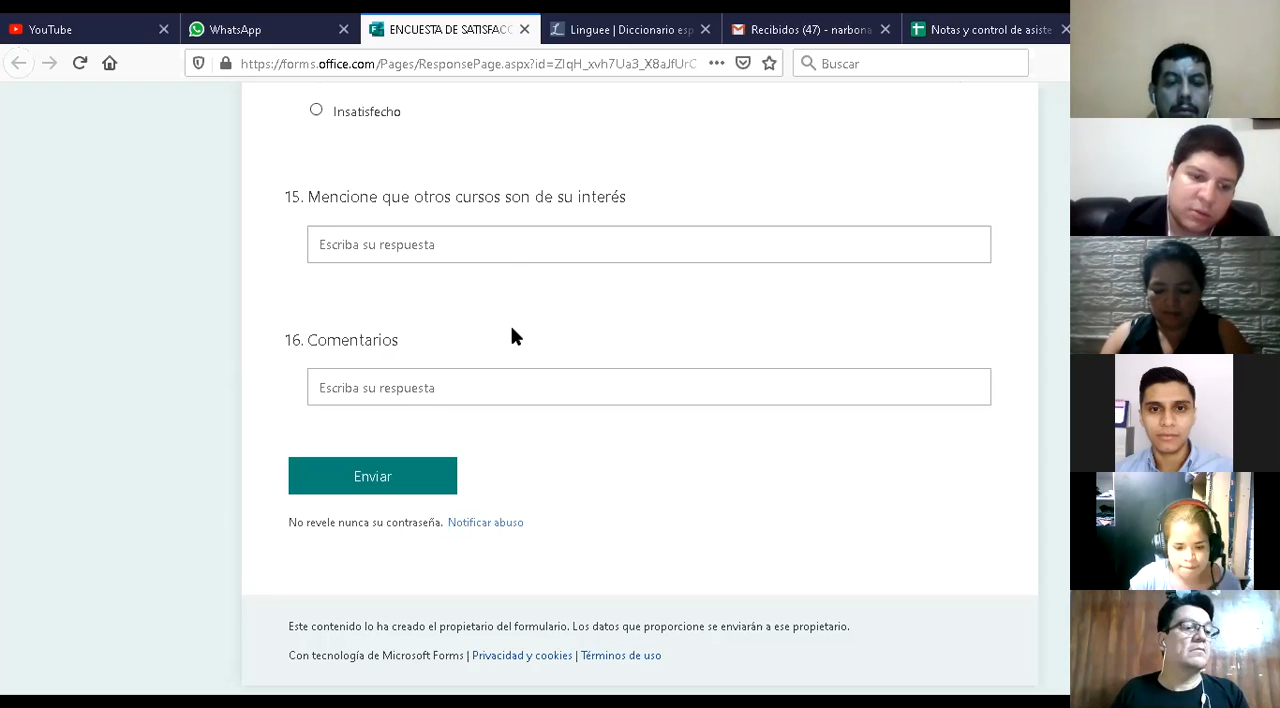 YouTube
WhatsApp
ENCUESTA DE SATISFACC
Linguee | Diccionario esp
Recibidos (47) - narbona
Notas y control de asiste
https://forms.office.com/Pages/ResponsePage.aspx?id=ZIqH_xvh7Ua3_X8aJfUrC
Buscar
Insatisfecho
15. Mencione que otros cursos son de su interés
Escriba su respuesta
16. Comentarios
Escriba su respuesta
Enviar
No revele nunca su contraseña. Notificar abuso
Este contenido lo ha creado el propietario del formulario. Los datos que proporcione se enviarán a ese propietario.
Con tecnología de Microsoft Forms | Privacidad y cookies | Términos de uso